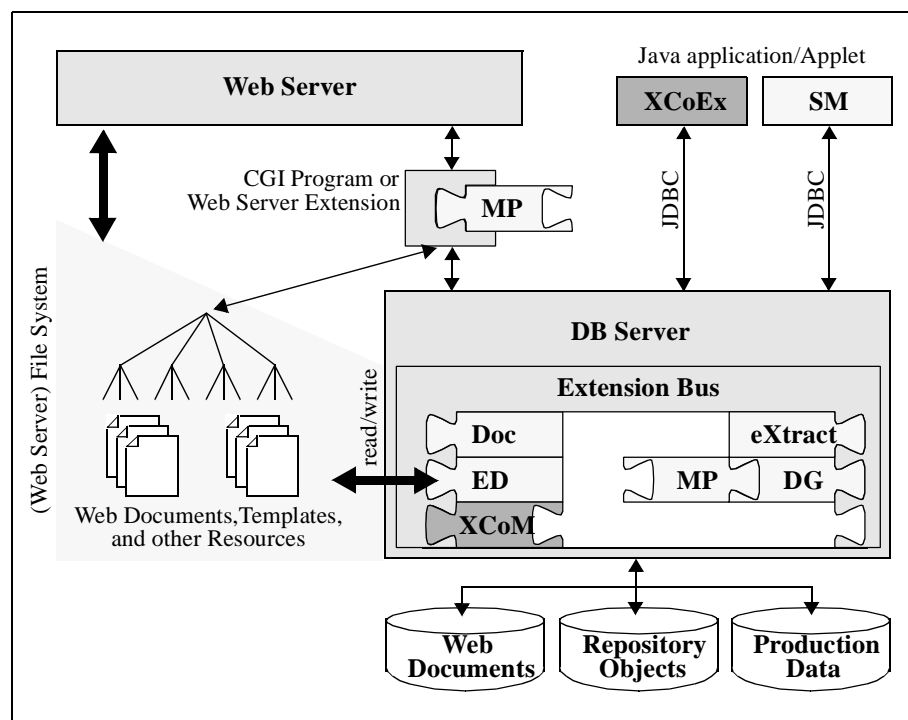 Java application/Applet
Web Server
XCoEx
SM
CGI Program or
Web Server Extension
MP
JDBC
JDBC
(Web Server) File System
DB Server
Extension Bus
read/write
Doc
eXtract
ED
MP
DG
XCoM
Web Documents,Templates,
and other Resources
Web
Documents
Repository
Objects
Production
Data